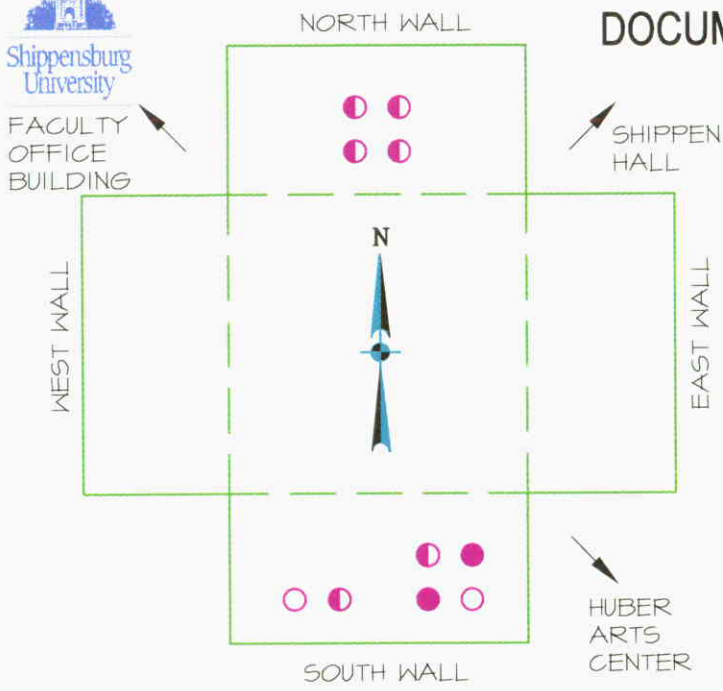 NORTH WALL
DOCUM
Shippensburg
University
FACULTY
OFFICE
BUILDING
SHIPPEN
HALL
N
WEST WALL
EAST WALL
HUBER
ARTS
CENTER
SOUTH WALL